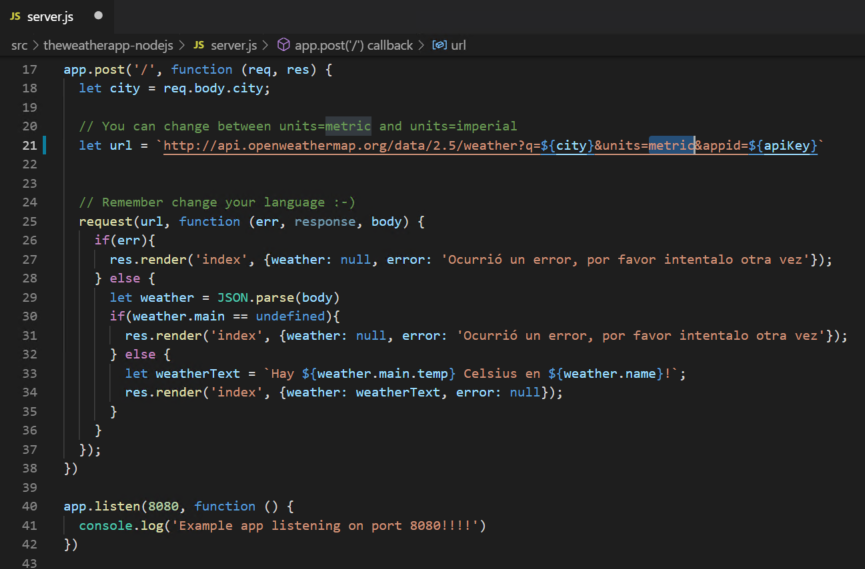 JS server.js ●
src > theweatherapp-nodejs > JS server.js > app.post('/') callback > url
17 app.post('/', function (req, res) {
18   let city = req.body.city;
19
20   // You can change between units=metric and units=imperial
21   let url = `http://api.openweathermap.org/data/2.5/weather?q=${city}&units=metric&appid=${apiKey}`
22
23
24   // Remember change your language :-)
25   request(url, function (err, response, body) {
26     if(err){
27       res.render('index', {weather: null, error: 'Ocurrió un error, por favor intentalo otra vez'});
28     } else {
29       let weather = JSON.parse(body)
30       if(weather.main == undefined){
31         res.render('index', {weather: null, error: 'Ocurrió un error, por favor intentalo otra vez'});
32       } else {
33         let weatherText = `Hay ${weather.main.temp} Celsius en ${weather.name}!`;
34         res.render('index', {weather: weatherText, error: null});
35       }
36     }
37   });
38 })
39
40 app.listen(8080, function () {
41   console.log('Example app listening on port 8080!!!!')
42 })
43